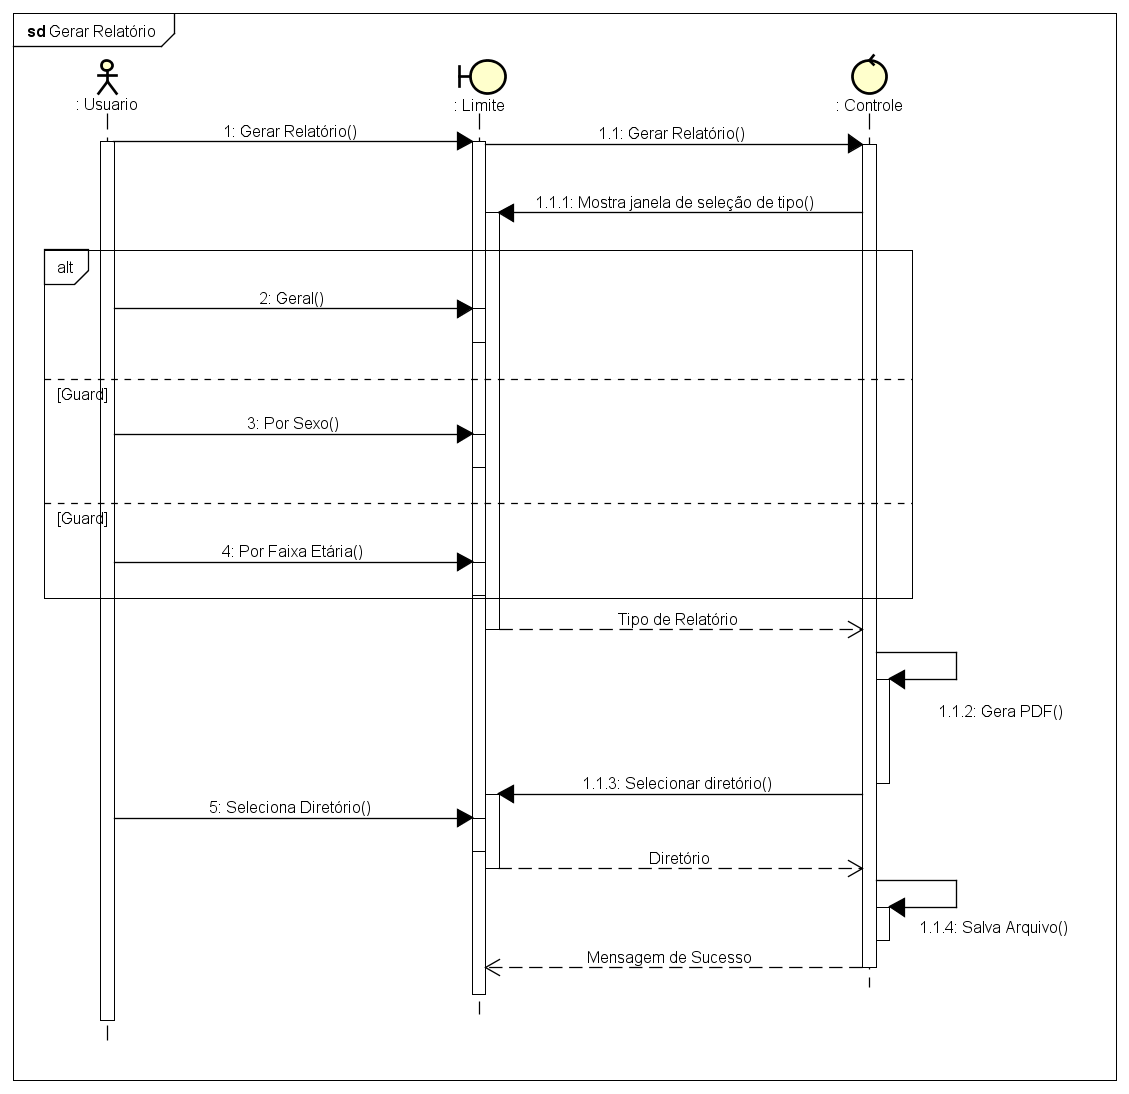 sd Gerar Relatório
: Usuario
: Limite
: Controle
1: Gerar Relatório()
1.1: Gerar Relatório()
1.1.1: Mostra janela de seleção de tipo()
alt
2: Geral()
[Guard]
3: Por Sexo()
[Guard]
4: Por Faixa Etária()
Tipo de Relatório
1.1.2: Gera PDF()
1.1.3: Selecionar diretório()
5: Seleciona Diretório()
Diretório
1.1.4: Salva Arquivo()
Mensagem de Sucesso